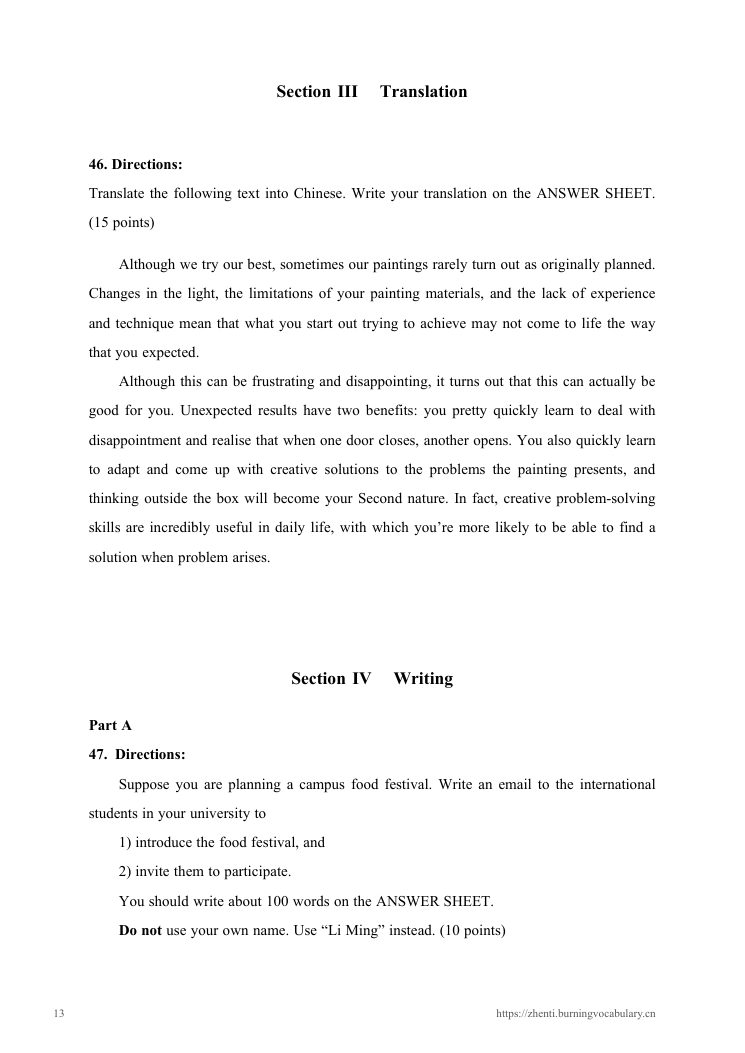 Section III Translation
46. Directions:
Translate the following text into Chinese. Write your translation on the ANSWER SHEET.
(15 points)
Although we try our best, sometimes our paintings rarely turn out as originally planned.
Changes in the light, the limitations of your painting materials, and the lack of experience
and technique mean that what you start out trying to achieve may not come to life the way
that you expected.
Although this can be frustrating and disappointing, it turns out that this can actually be
good for you. Unexpected results have two benefits: you pretty quickly learn to deal with
disappointment and realise that when one door closes, another opens. You also quickly learn
to adapt and come up with creative solutions to the problems the painting presents, and
thinking outside the box will become your Second nature. In fact, creative problem-solving
skills are incredibly useful in daily life, with which you’re more likely to be able to find a
solution when problem arises.
Section IV Writing
Part A
47. Directions:
Suppose you are planning a campus food festival. Write an email to the international
students in your university to
1) introduce the food festival, and
2) invite them to participate.
You should write about 100 words on the ANSWER SHEET.
Do not use your own name. Use “Li Ming” instead. (10 points)
13 https://zhenti.burningvocabulary.cn